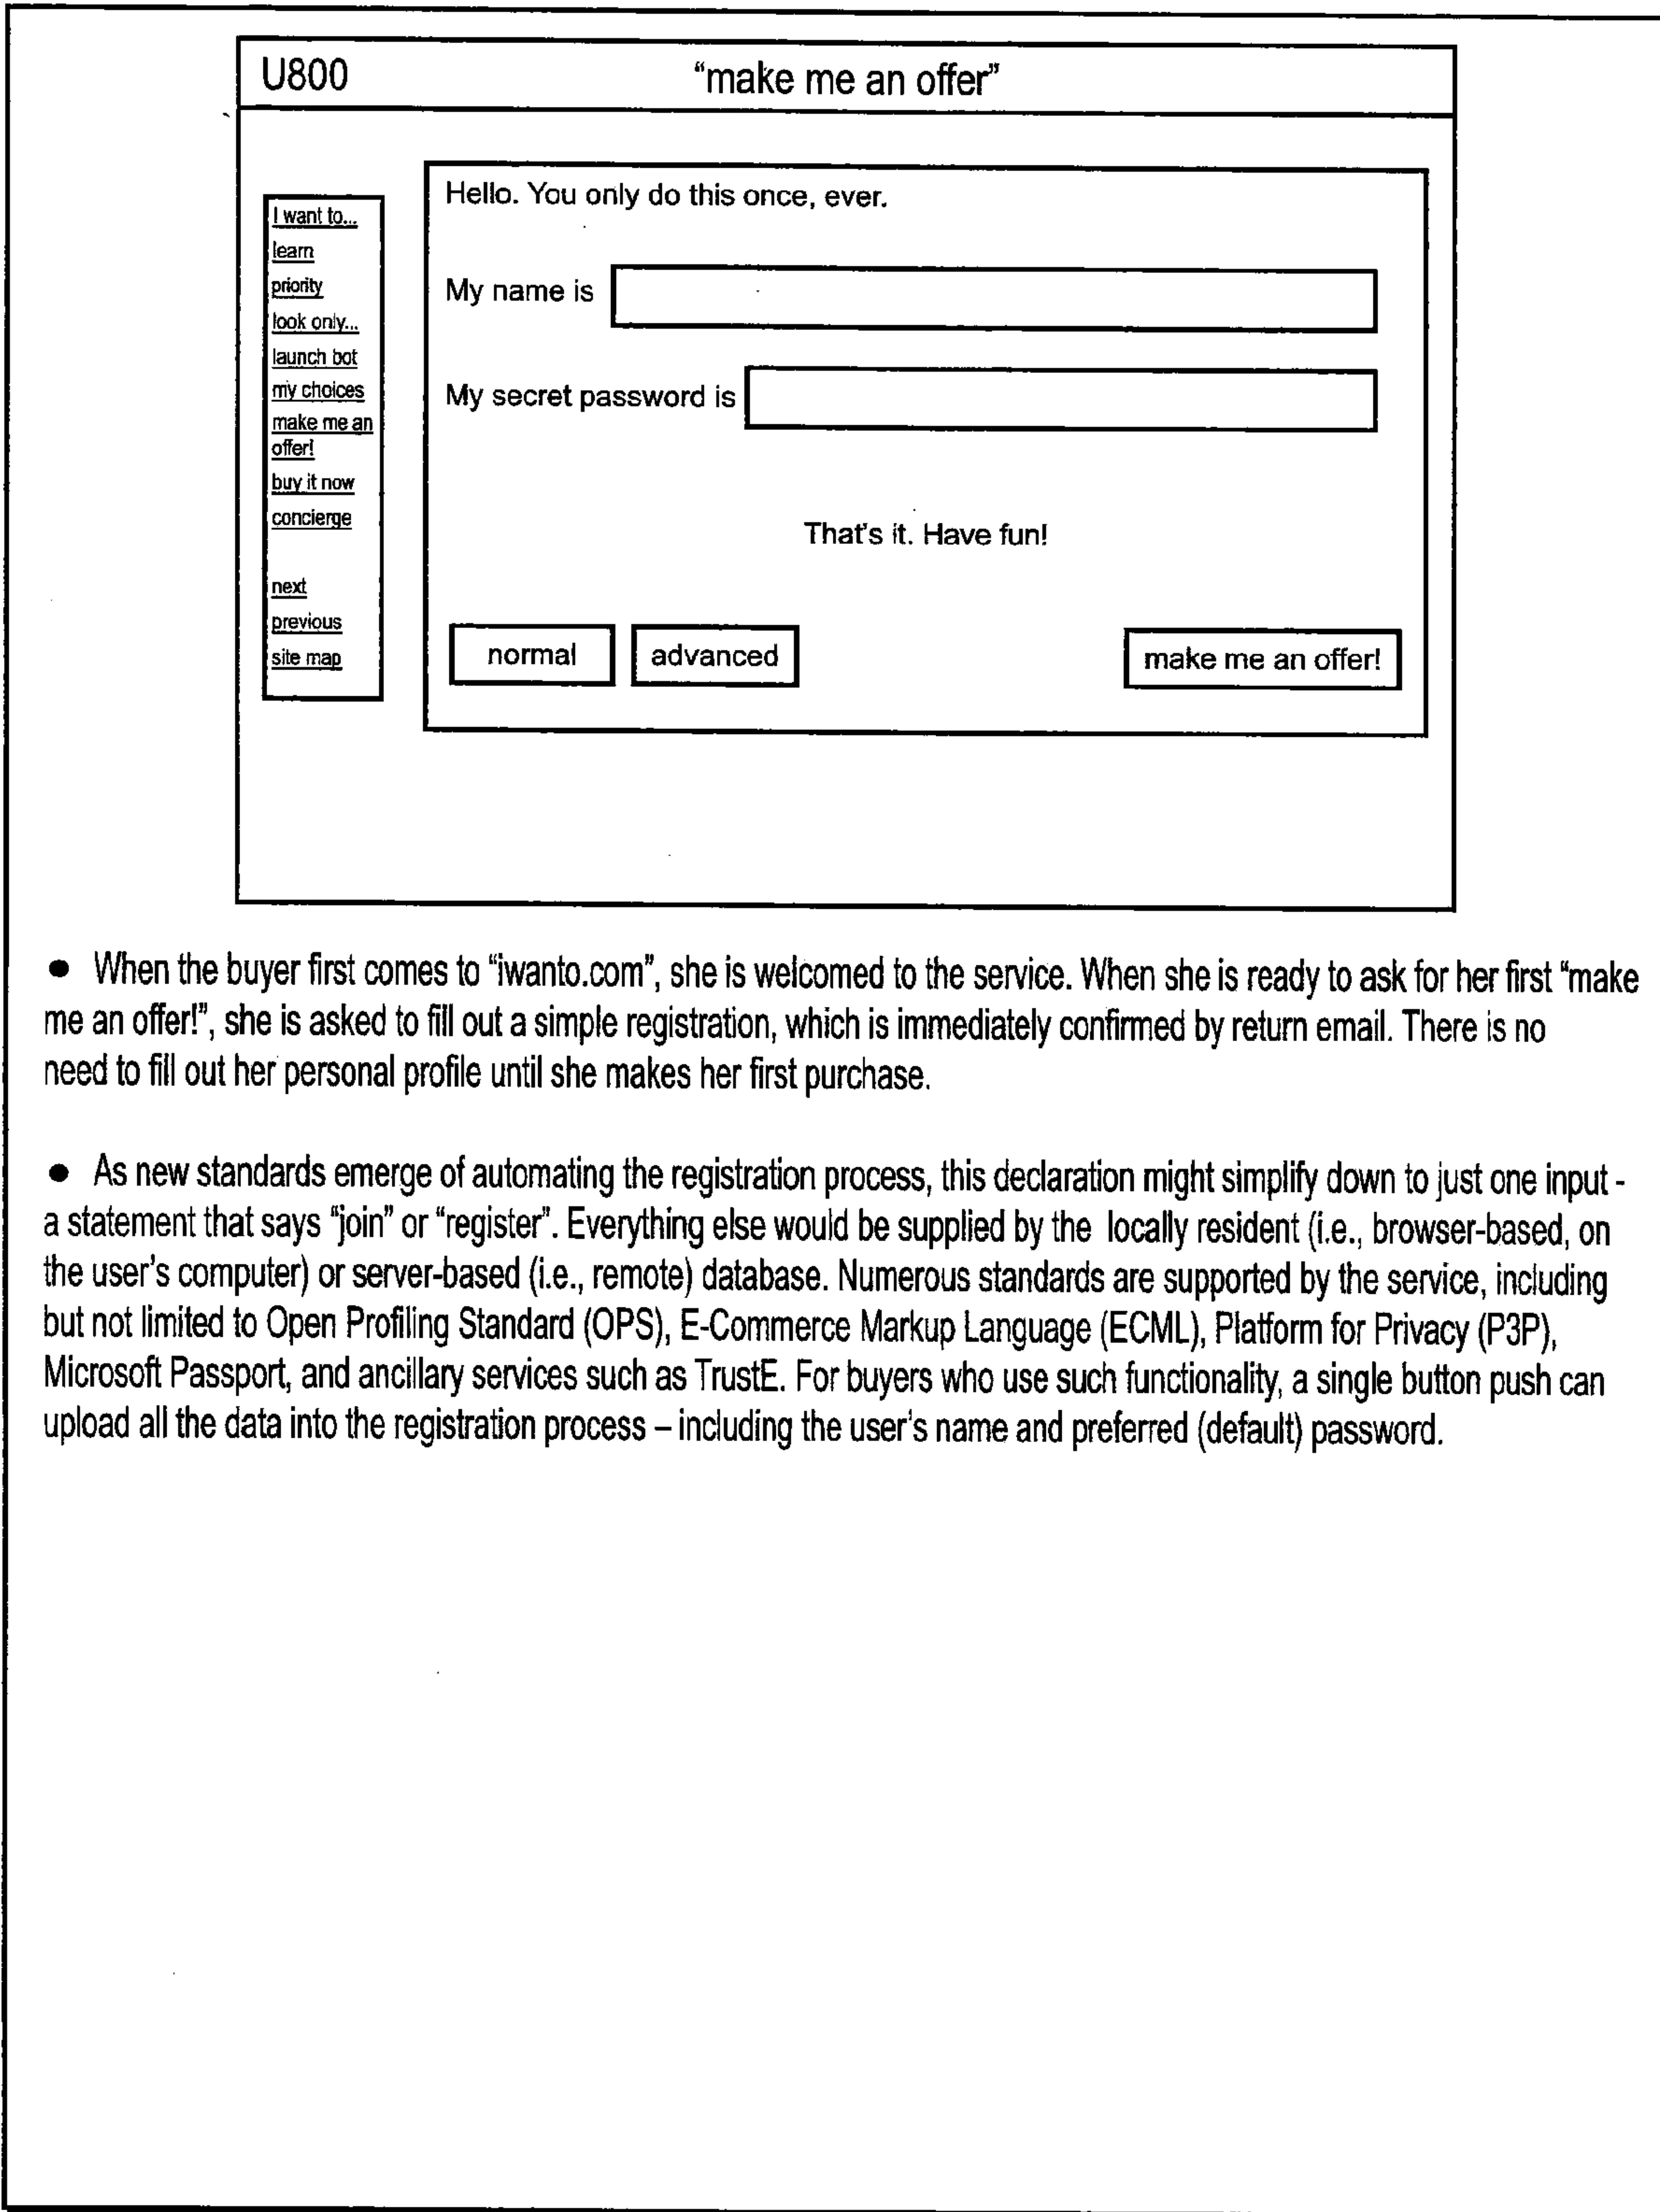 U800
“make me an offer”
I want to...
learn
priority
look only...
launch bot
my choices
make me an
offer!
buy it now
concierge
next
previous
site map
Hello. You only do this once, ever.
My name is
My secret password is
That's it. Have fun!
normal
advanced
make me an offer!
● When the buyer first comes to “iwanto.com”, she is welcomed to the service. When she is ready to ask for her first “make
me an offer!”, she is asked to fill out a simple registration, which is immediately confirmed by return email. There is no
need to fill out her personal profile until she makes her first purchase.
● As new standards emerge of automating the registration process, this declaration might simplify down to just one input -
a statement that says “join” or “register”. Everything else would be supplied by the locally resident (i.e., browser-based, on
the user's computer) or server-based (i.e., remote) database. Numerous standards are supported by the service, including
but not limited to Open Profiling Standard (OPS), E-Commerce Markup Language (ECML), Platform for Privacy (P3P),
Microsoft Passport, and ancillary services such as TrustE. For buyers who use such functionality, a single button push can
upload all the data into the registration process – including the user's name and preferred (default) password.